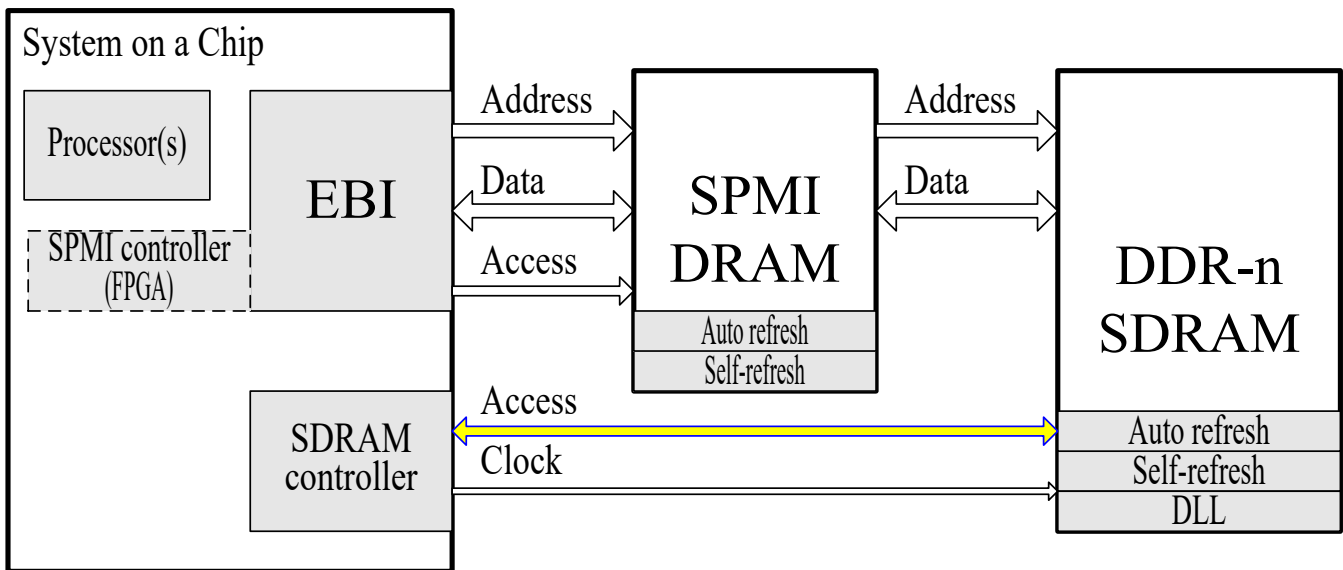 System on a Chip
Processor(s)
EBI
SPMI controller
(FPGA)
SDRAM
controller
Address
Data
Access
SPMI
DRAM
Auto refresh
Self-refresh
Address
Data
Access
Clock
DDR-n
SDRAM
Auto refresh
Self-refresh
DLL